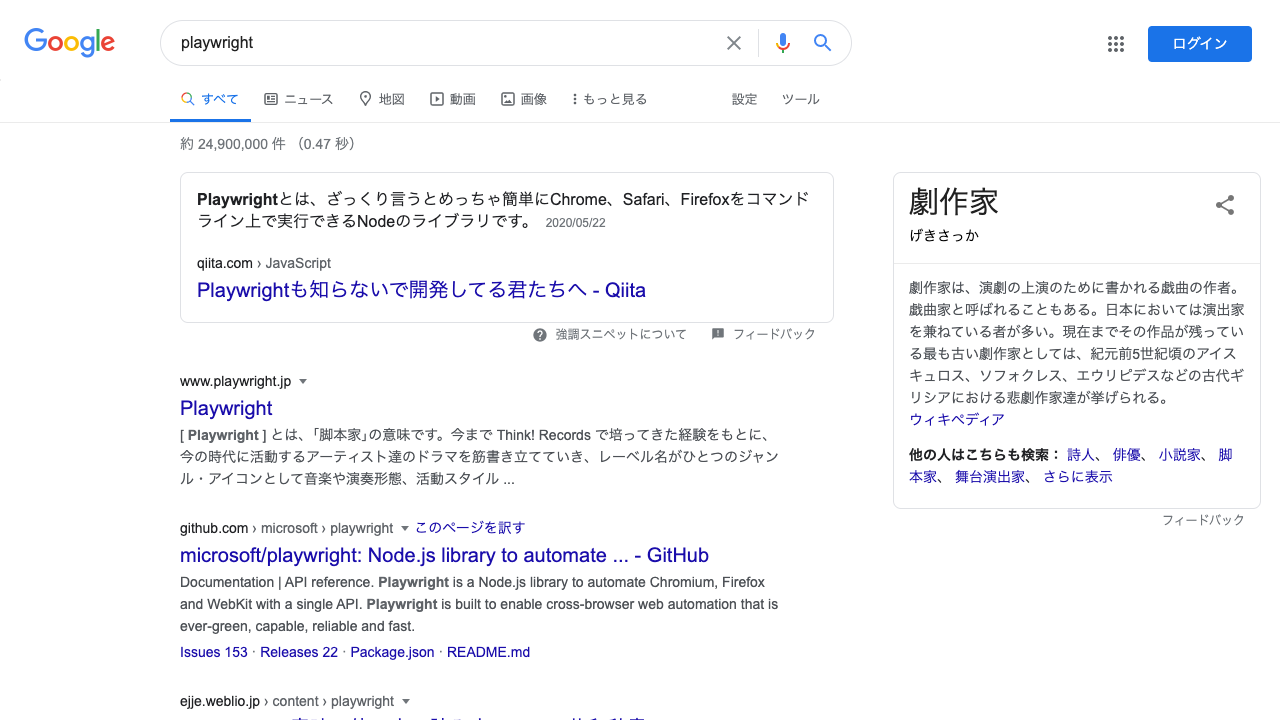 Google
playwright
ログイン
すべて ニュース 地図 動画 画像 もっと見る 設定 ツール
約 24,900,000 件 （0.47 秒）
Playwrightとは、ざっくり言うとめっちゃ簡単にChrome、Safari、Firefoxをコマンド
ライン上で実行できるNodeのライブラリです。 2020/05/22
qiita.com › JavaScript
Playwrightも知らないで開発してる君たちへ - Qiita
強調スニペットについて フィードバック
www.playwright.jp
Playwright
[ Playwright ] とは、「脚本家」の意味です。今まで Think! Records で培ってきた経験をもとに、
今の時代に活動するアーティスト達のドラマを筋書き立てていき、レーベル名がひとつのジャン
ル・アイコンとして音楽や演奏形態、活動スタイル ...
github.com › microsoft › playwright このページを訳す
microsoft/playwright: Node.js library to automate ... - GitHub
Documentation | API reference. Playwright is a Node.js library to automate Chromium, Firefox
and WebKit with a single API. Playwright is built to enable cross-browser web automation that is
ever-green, capable, reliable and fast.
Issues 153 · Releases 22 · Package.json · README.md
ejje.weblio.jp › content › playwright
劇作家
げきさっか
劇作家は、演劇の上演のために書かれる戯曲の作者。
戯曲家と呼ばれることもある。日本においては演出家
を兼ねている者が多い。現在までその作品が残ってい
る最も古い劇作家としては、紀元前5世紀頃のアイス
キュロス、ソフォクレス、エウリピデスなどの古代ギ
リシアにおける悲劇作家達が挙げられる。
ウィキペディア
他の人はこちらも検索： 詩人、 俳優、 小説家、 脚
本家、 舞台演出家、 さらに表示
フィードバック